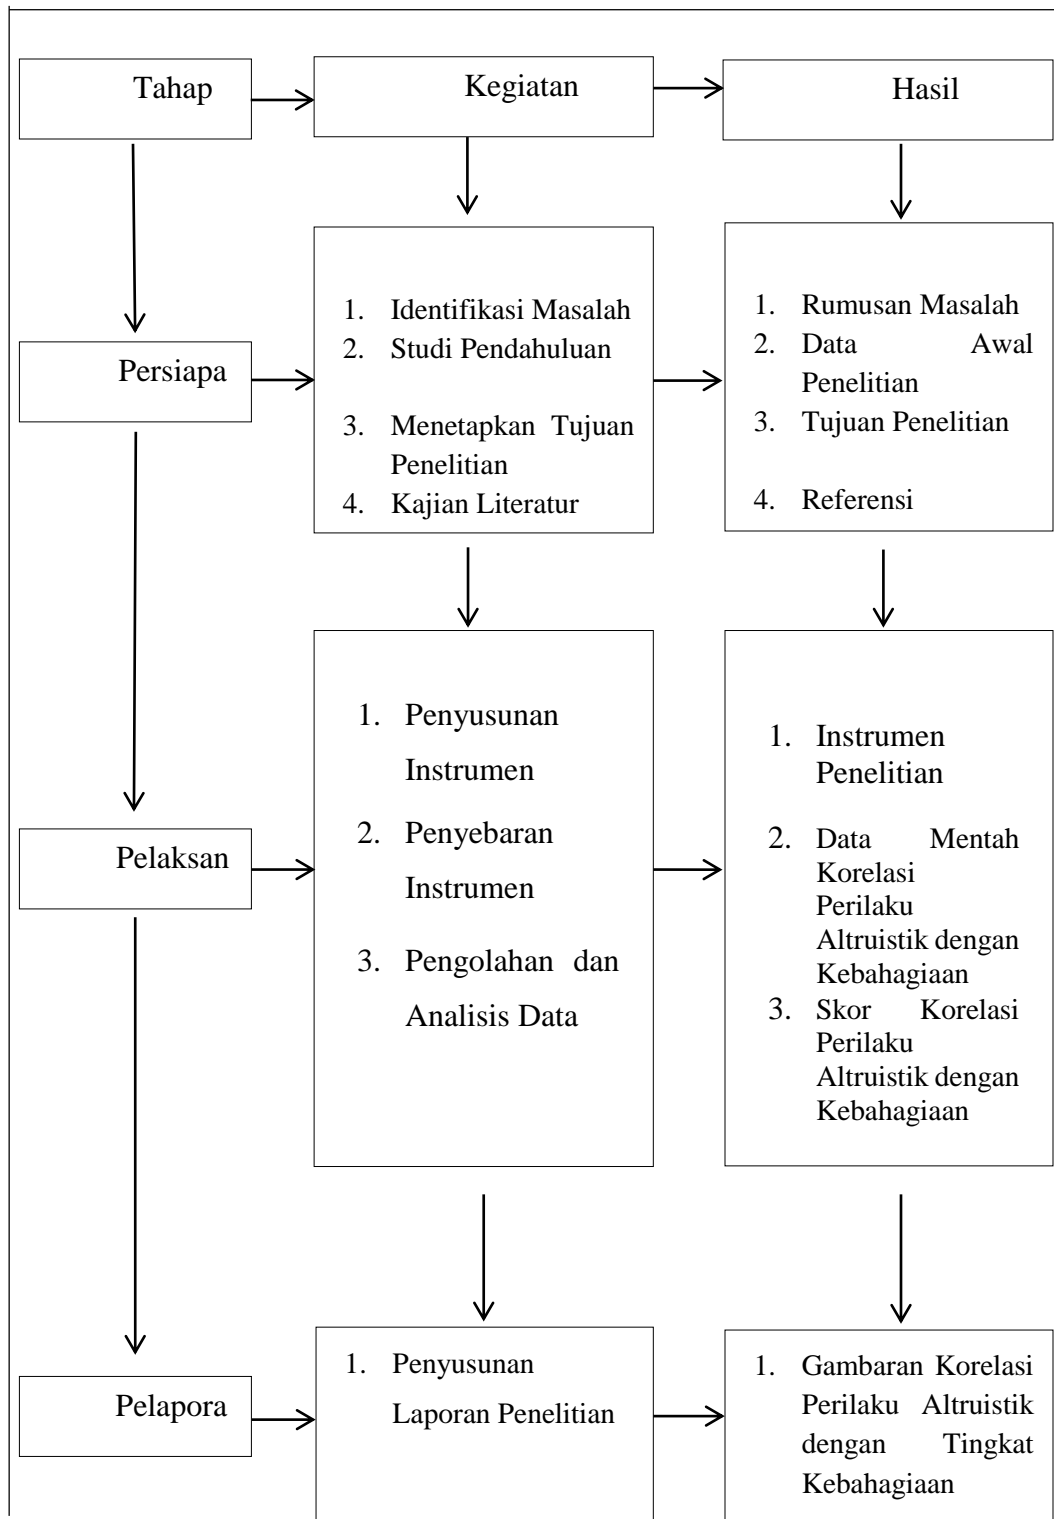 Tahap
Kegiatan
Hasil
Persiapa
1. Identifikasi Masalah
2. Studi Pendahuluan
3. Menetapkan Tujuan
Penelitian
4. Kajian Literatur
1. Rumusan Masalah
2. Data Awal
Penelitian
3. Tujuan Penelitian
4. Referensi
Pelaksan
1. Penyusunan
Instrumen
2. Penyebaran
Instrumen
3. Pengolahan dan
Analisis Data
1. Instrumen
Penelitian
2. Data Mentah
Korelasi
Perilaku
Altruistik dengan
Kebahagiaan
3. Skor Korelasi
Perilaku
Altruistik dengan
Kebahagiaan
Pelapora
1. Penyusunan
Laporan Penelitian
1. Gambaran Korelasi
Perilaku Altruistik
dengan Tingkat
Kebahagiaan